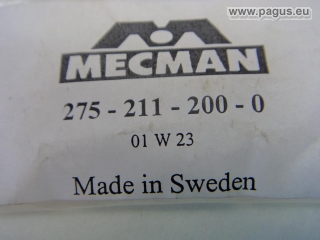 www.pagus.eu
MECMAN
275 - 211 - 200 - 0
01 W 23
Made in Sweden